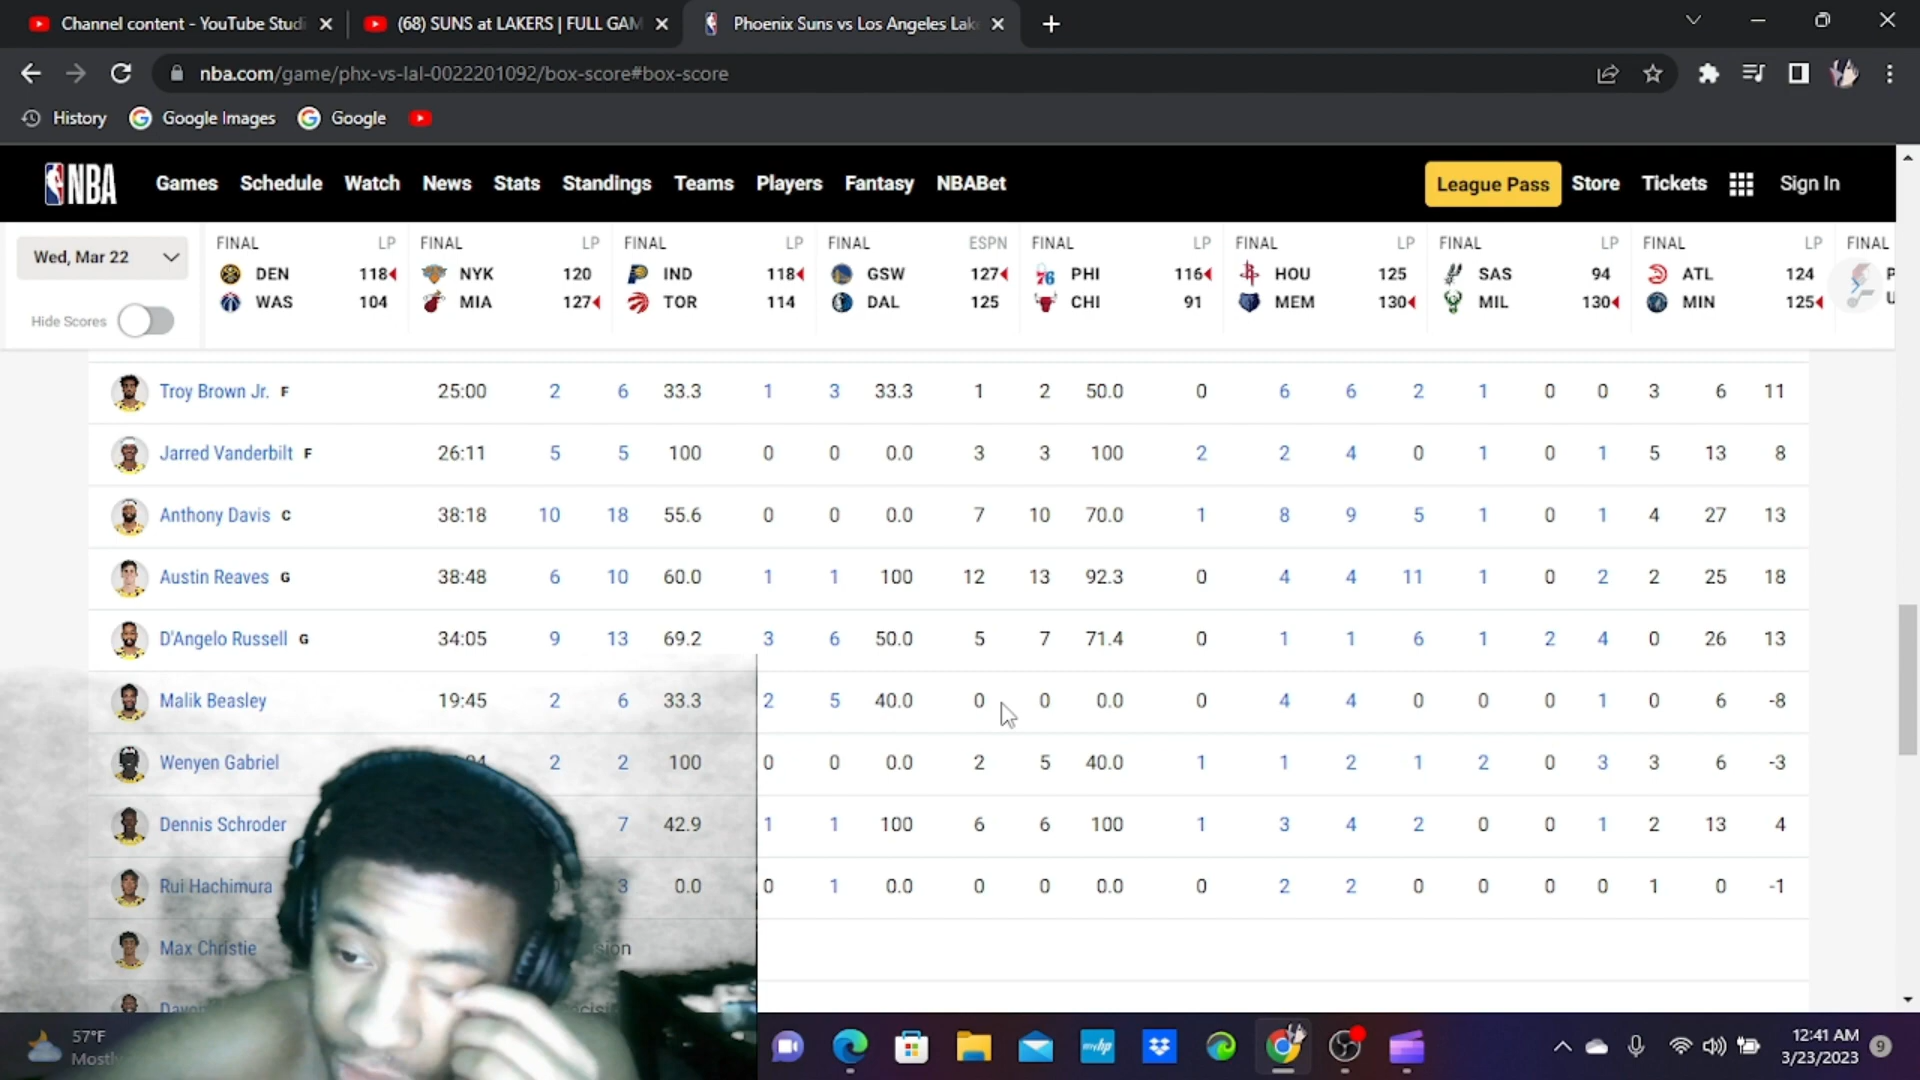 Channel content - YouTube Studi
(68) SUNS at LAKERS | FULL GAM
Phoenix Suns vs Los Angeles Lak
nba.com/game/phx-vs-lal-0022201092/box-score#box-score
History Google Images Google
NBA Games Schedule Watch News Stats Standings Teams Players Fantasy NBABet League Pass Store Tickets Sign In
Wed, Mar 22
Hide Scores
FINAL LP
DEN 118
WAS 104
FINAL LP
NYK 120
MIA 127
FINAL LP
IND 118
TOR 114
FINAL ESPN
GSW 127
DAL 125
FINAL LP
76 PHI 116
CHI 91
FINAL LP
HOU 125
MEM 130
FINAL LP
SAS 94
MIL 130
FINAL LP
ATL 124
MIN 125
FINAL
P
U
Troy Brown Jr. F 25:00 2 6 33.3 1 3 33.3 1 2 50.0 0 6 6 2 1 0 0 3 6 11
Jarred Vanderbilt F 26:11 5 5 100 0 0 0.0 3 3 100 2 2 4 0 1 0 1 5 13 8
Anthony Davis C 38:18 10 18 55.6 0 0 0.0 7 10 70.0 1 8 9 5 1 0 1 4 27 13
Austin Reaves G 38:48 6 10 60.0 1 1 100 12 13 92.3 0 4 4 11 1 0 2 2 25 18
D'Angelo Russell G 34:05 9 13 69.2 3 6 50.0 5 7 71.4 0 1 1 6 1 2 4 0 26 13
Malik Beasley 19:45 2 6 33.3 2 5 40.0 0 0 0.0 0 4 4 0 0 0 1 0 6 -8
Wenyen Gabriel 2 2 100 0 0 0.0 2 5 40.0 1 1 2 1 2 0 3 3 6 -3
Dennis Schroder 7 42.9 1 1 100 6 6 100 1 3 4 2 0 0 1 2 13 4
Rui Hachimura 3 0.0 0 1 0.0 0 0 0.0 0 2 2 0 0 0 0 1 0 -1
Max Christie sion
57°F
Mostly
myhp
12:41 AM
3/23/2023
9